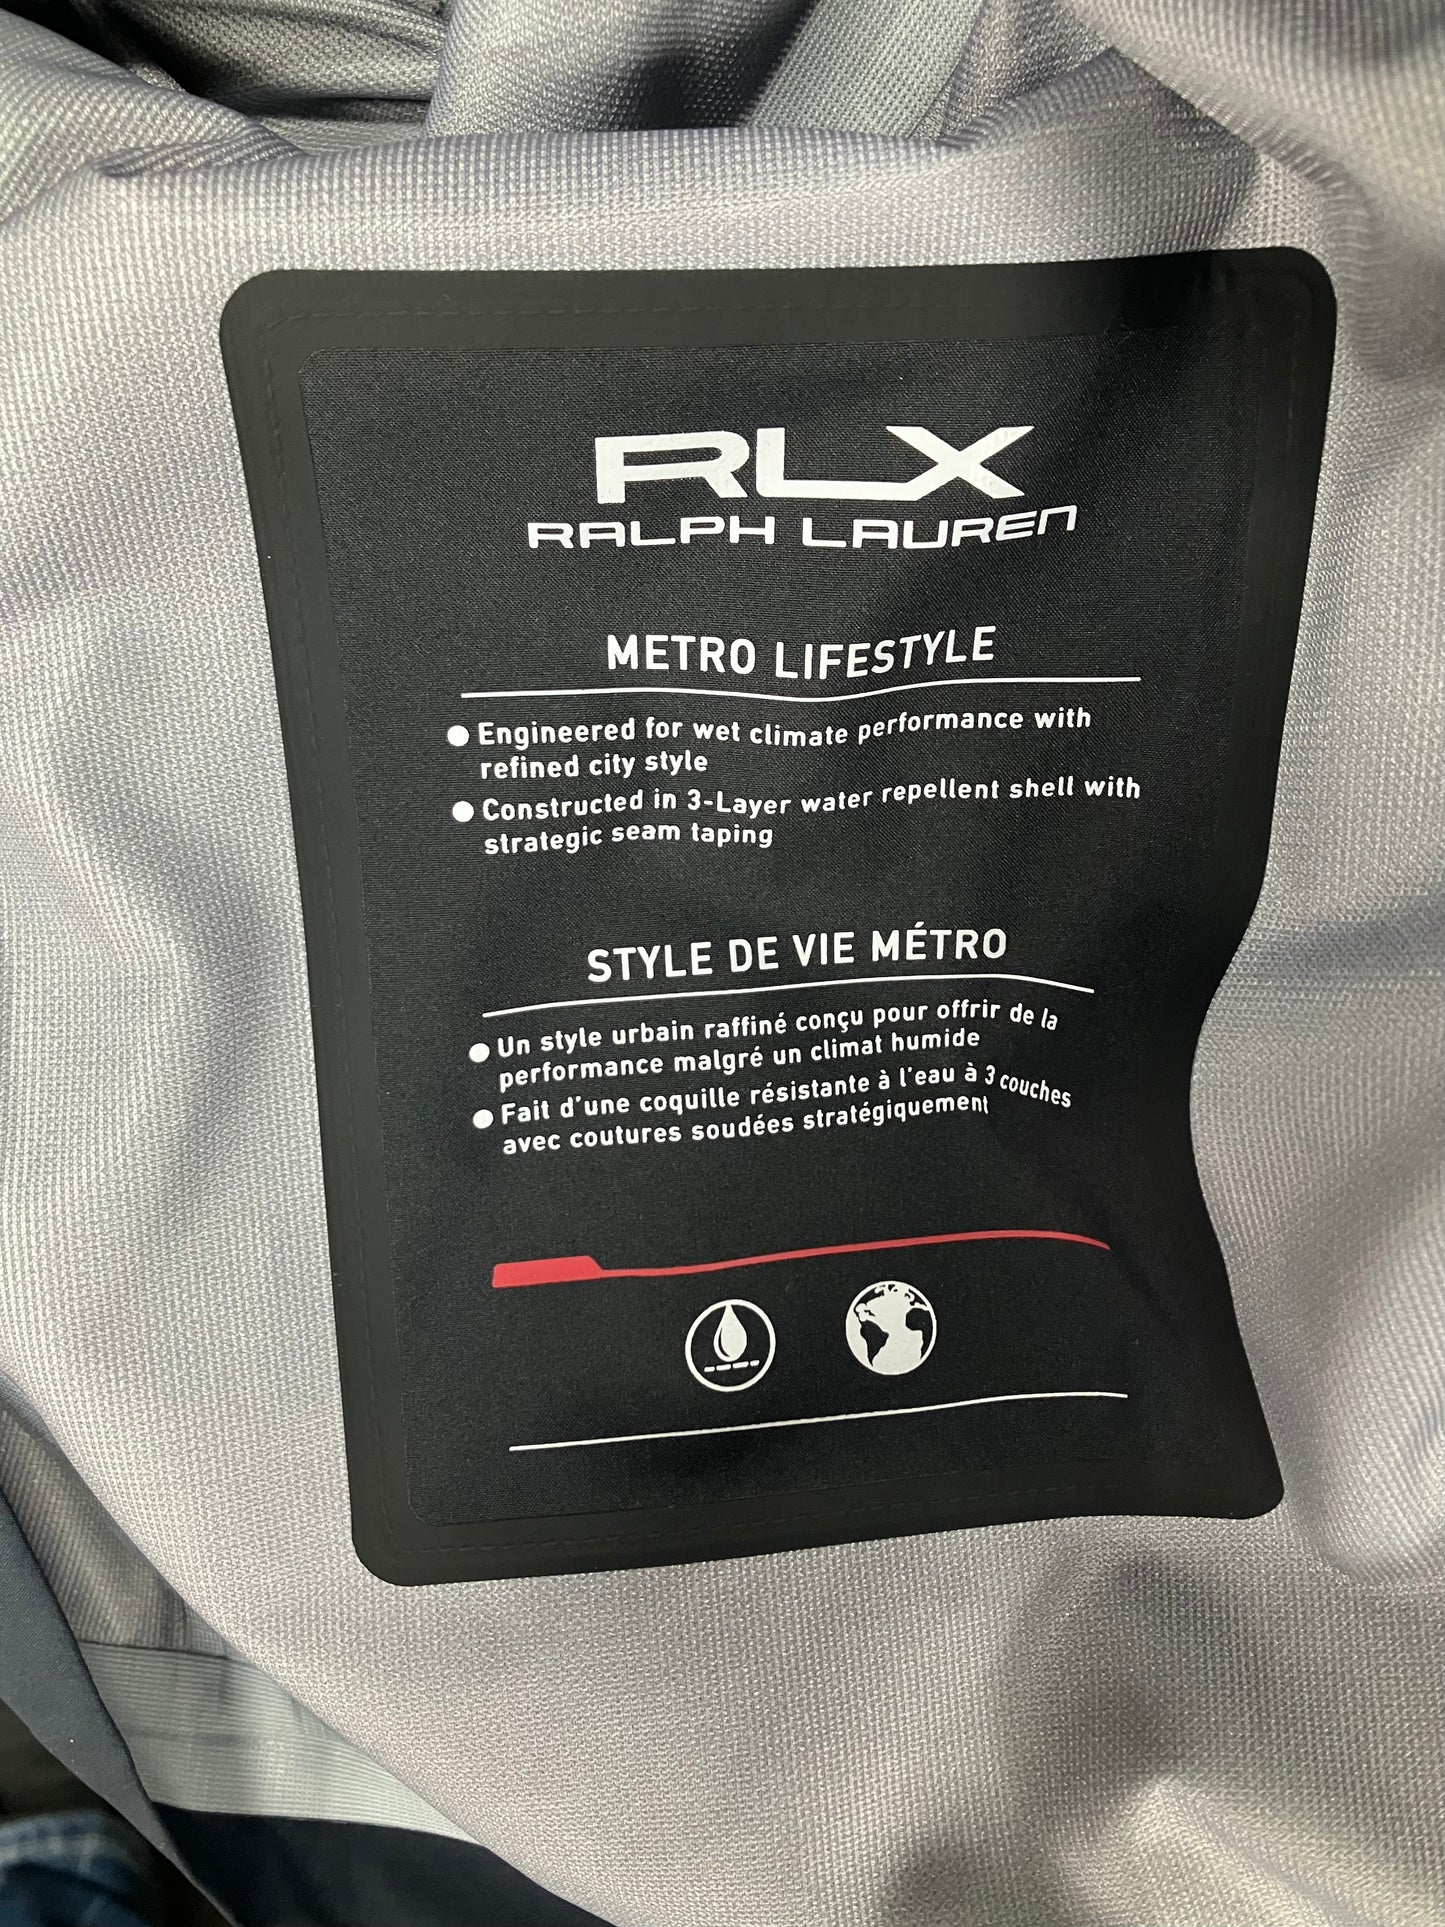 RLX
RALPH LAUREN
METRO LIFESTYLE
● Engineered for wet climate performance with
refined city style
● Constructed in 3-Layer water repellent shell with
strategic seam taping
STYLE DE VIE MÉTRO
● Un style urbain raffiné conçu pour offrir de la
performance malgré un climat humide
● Fait d'une coquille résistante à l'eau à 3 couches
avec coutures soudées stratégiquement